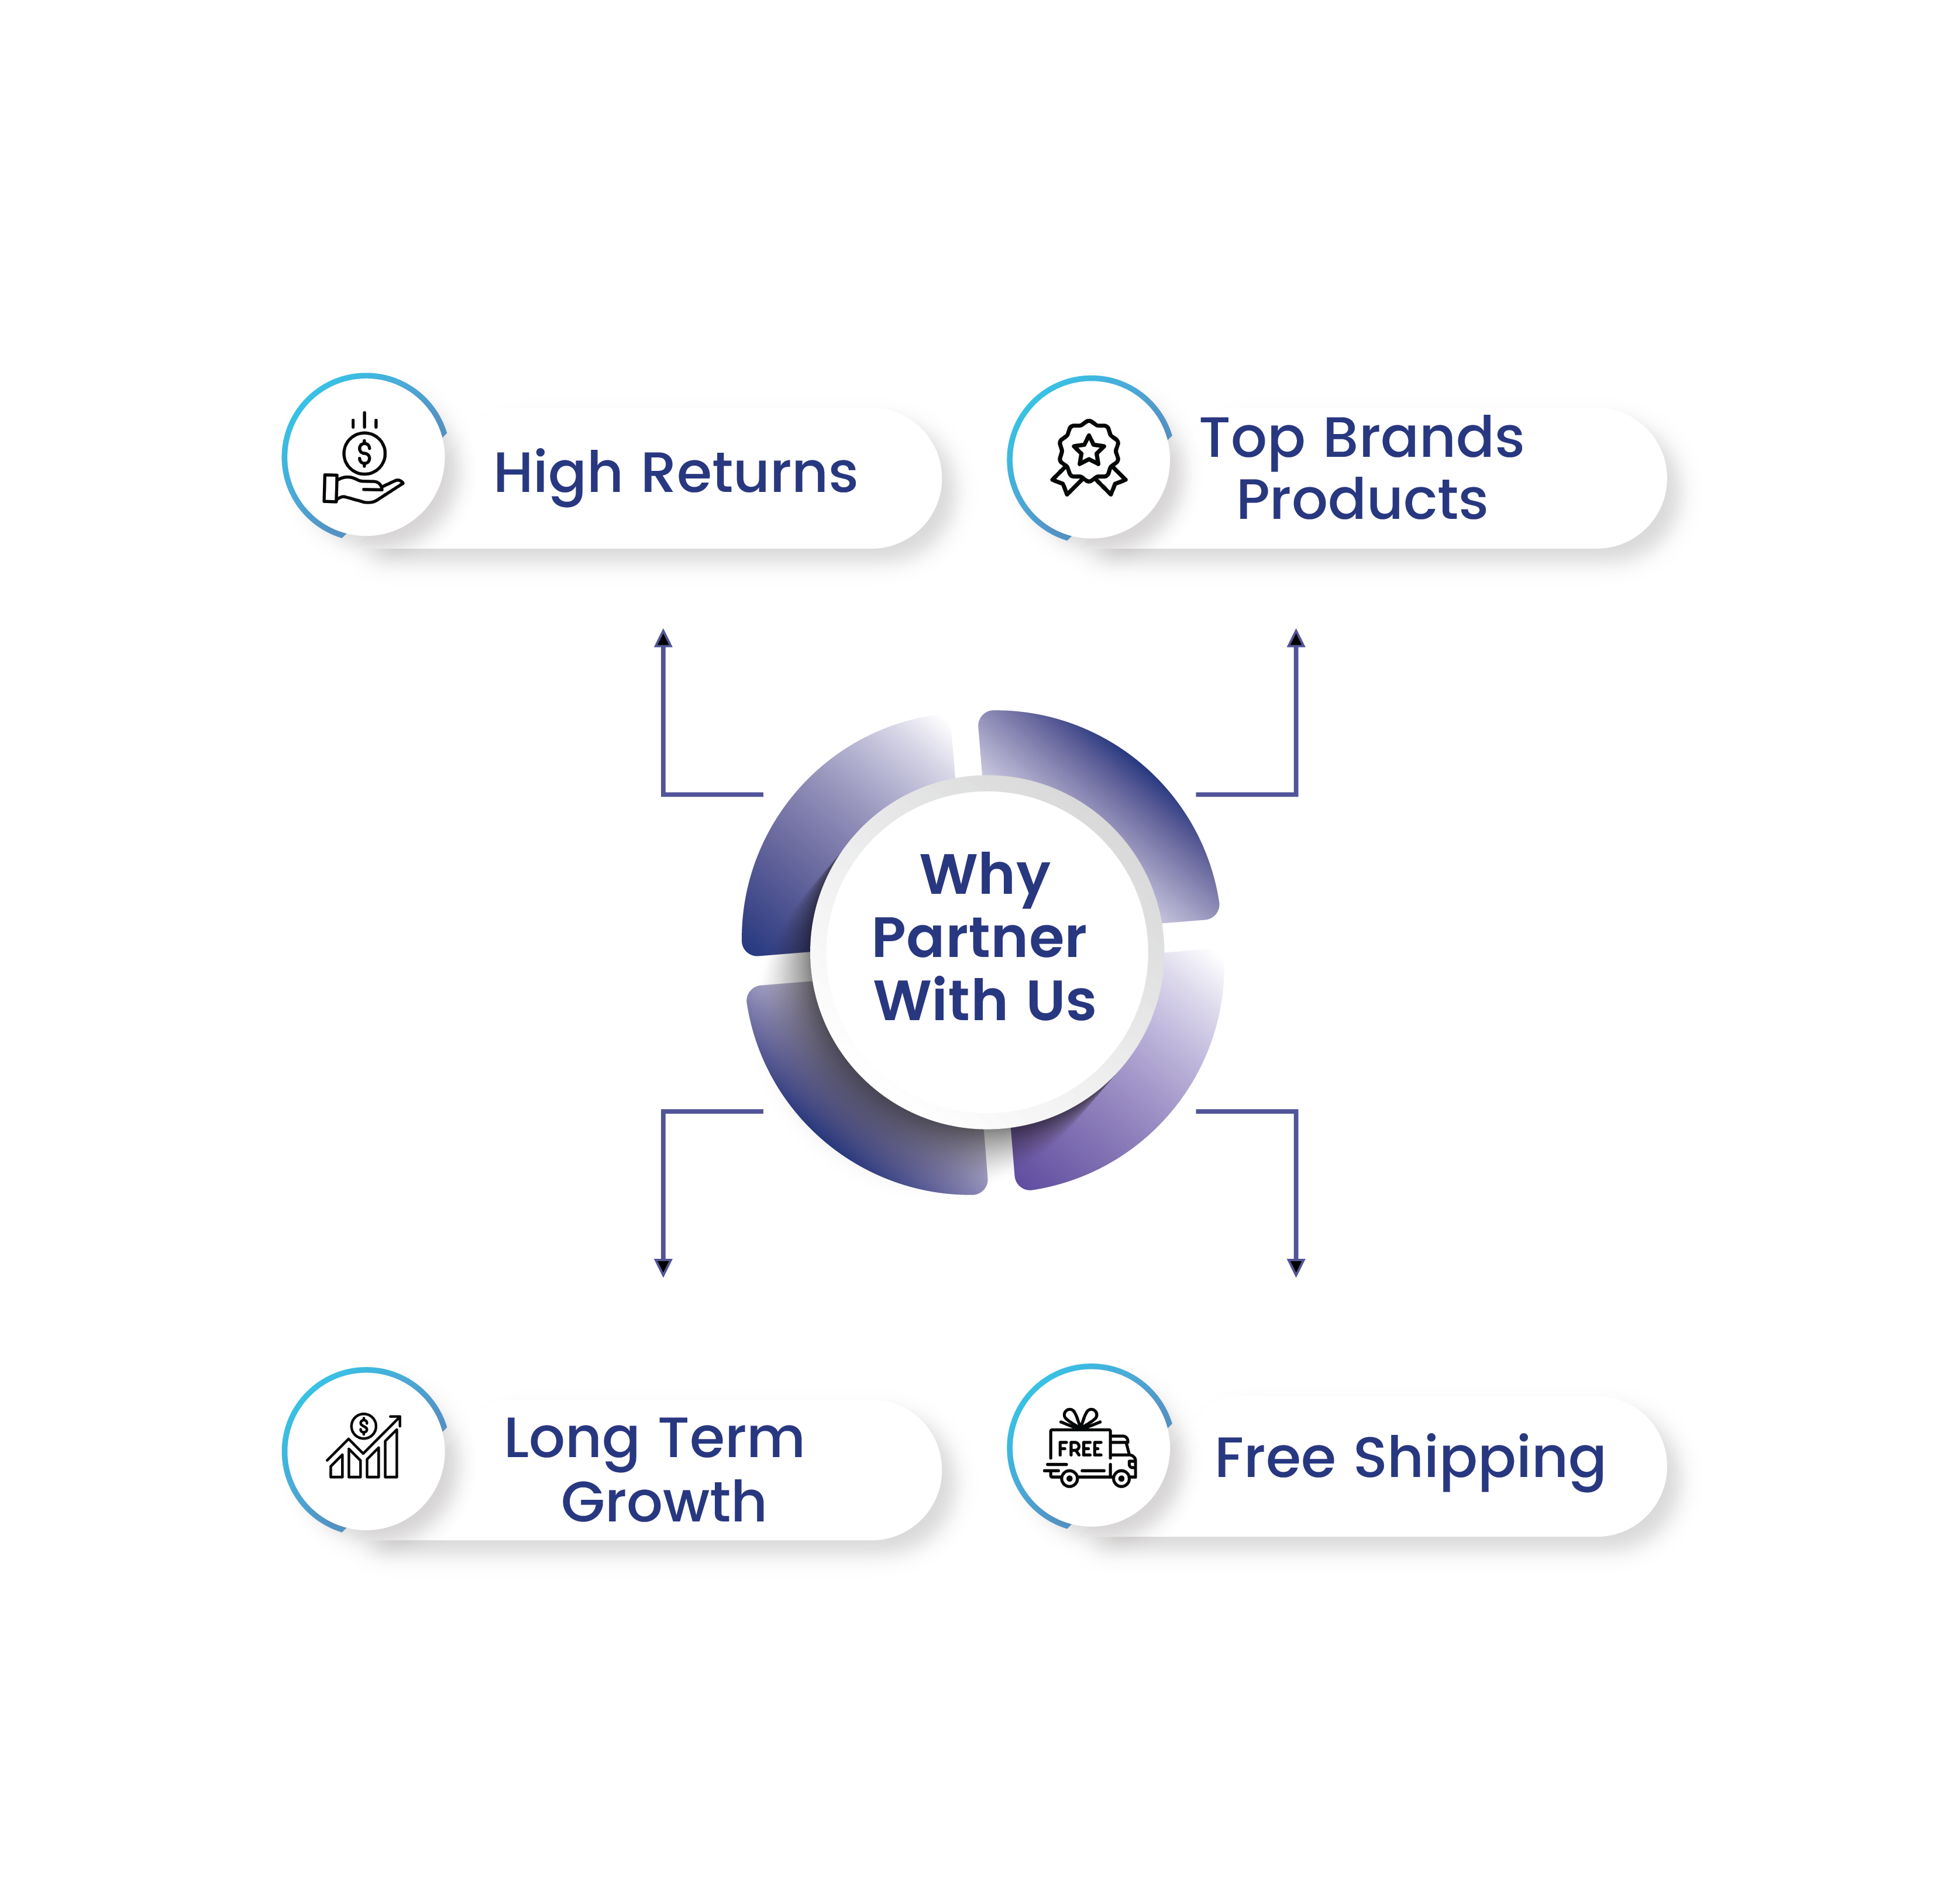 High Returns
Top Brands
Products
Why
Partner
With Us
Long Term
Growth
FREE
Free Shipping